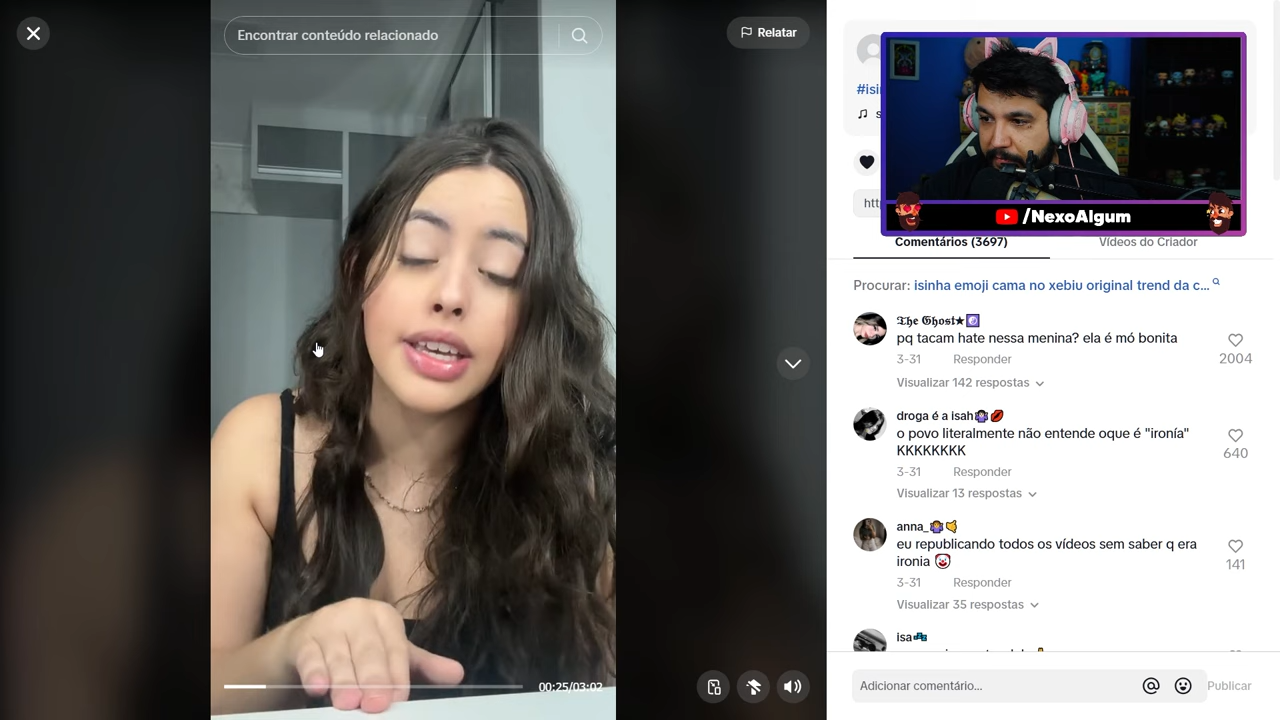 Encontrar conteúdo relacionado
Relatar
00:25/03:02
#isi
/NexoAlgum
Comentários (3697)
Vídeos do Criador
Procurar: isinha emoji cama no xebiu original trend da c...
𝕿𝖍𝖊 𝕲𝖍𝖔𝖘𝖙★
pq tacam hate nessa menina? ela é mó bonita
3-31 Responder
2004
Visualizar 142 respostas
droga é a isah🤷🏽‍♀️💋
o povo literalmente não entende oque é "ironía"
KKKKKKKK
3-31 Responder
640
Visualizar 13 respostas
anna_🤷‍♀️🤙
eu republicando todos os vídeos sem saber q era
ironia 🤡
3-31 Responder
141
Visualizar 35 respostas
isa
Adicionar comentário...
Publicar